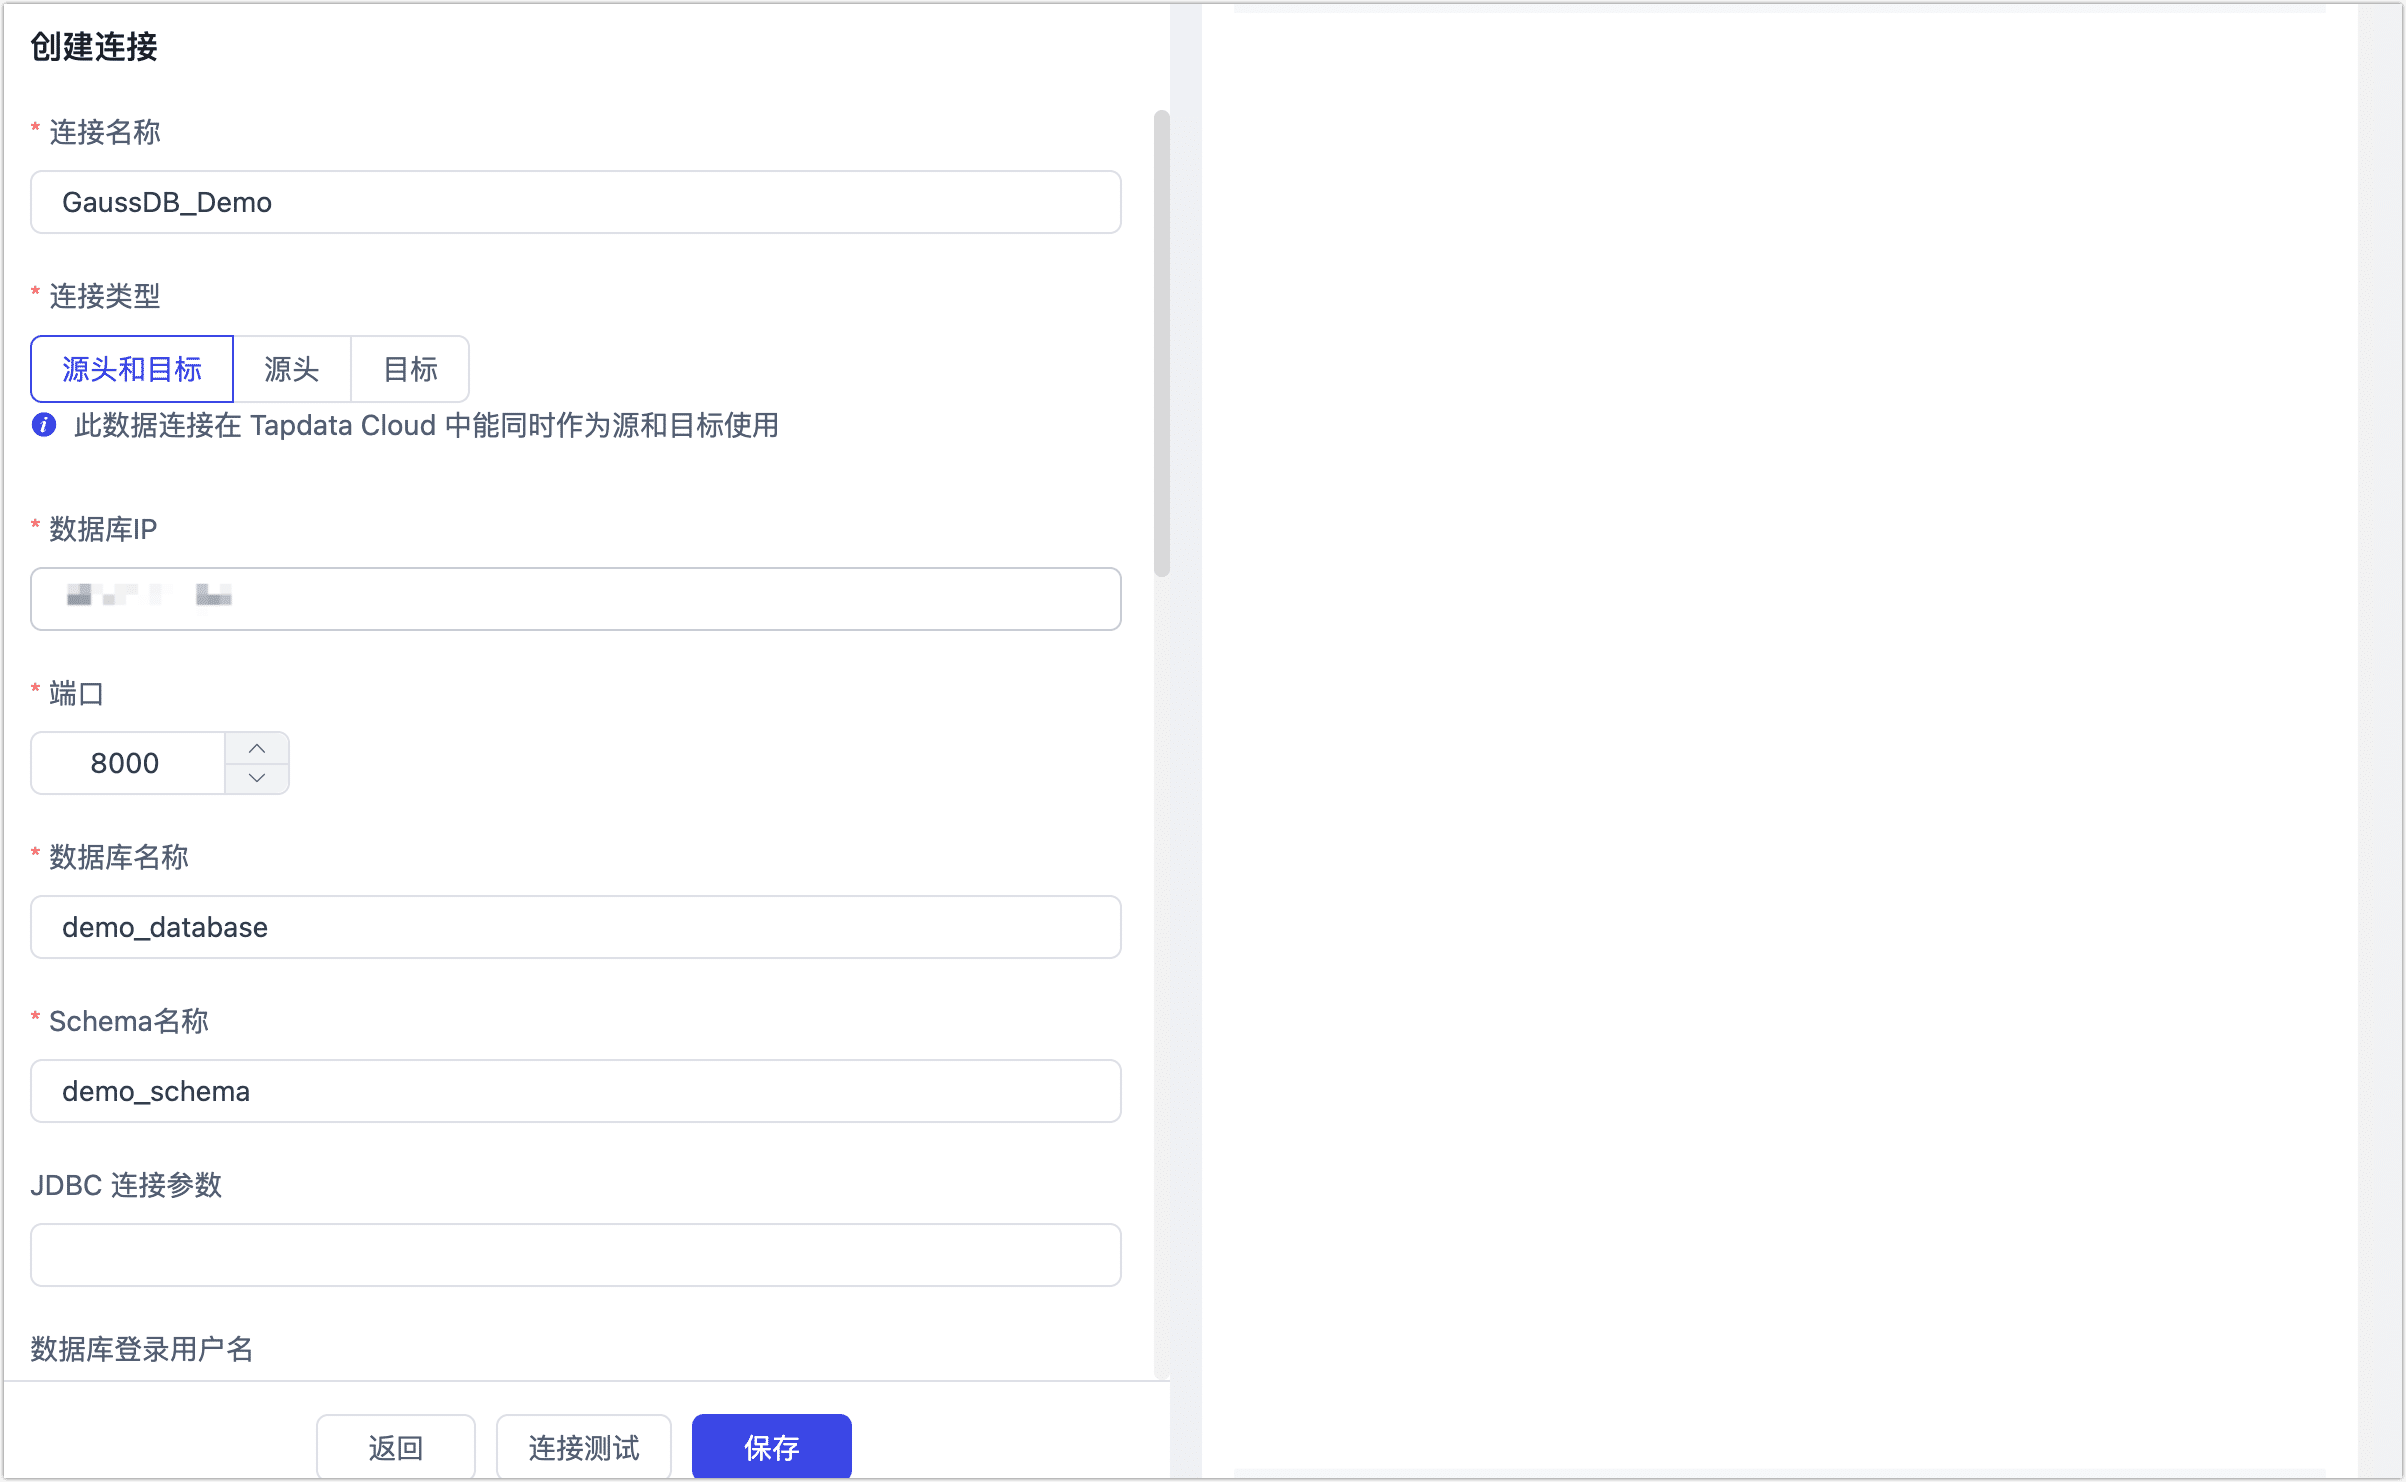 创建连接
* 连接名称
GaussDB_Demo
* 连接类型
源头和目标 源头 目标
此数据连接在 Tapdata Cloud 中能同时作为源和目标使用
* 数据库IP
* 端口
8000
* 数据库名称
demo_database
* Schema名称
demo_schema
JDBC 连接参数
数据库登录用户名
返回 连接测试 保存